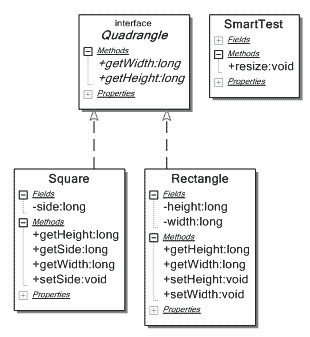 interface
Quadrangle
Methods
+getWidth:long
+getHeight:long
Properties
SmartTest
Fields
Methods
+resize:void
Properties
Square
Fields
-side:long
Methods
+getHeight:long
+getSide:long
+getWidth:long
+setSide:void
Properties
Rectangle
Fields
-height:long
-width:long
Methods
+getHeight:long
+getWidth:long
+setHeight:void
+setWidth:void
Properties